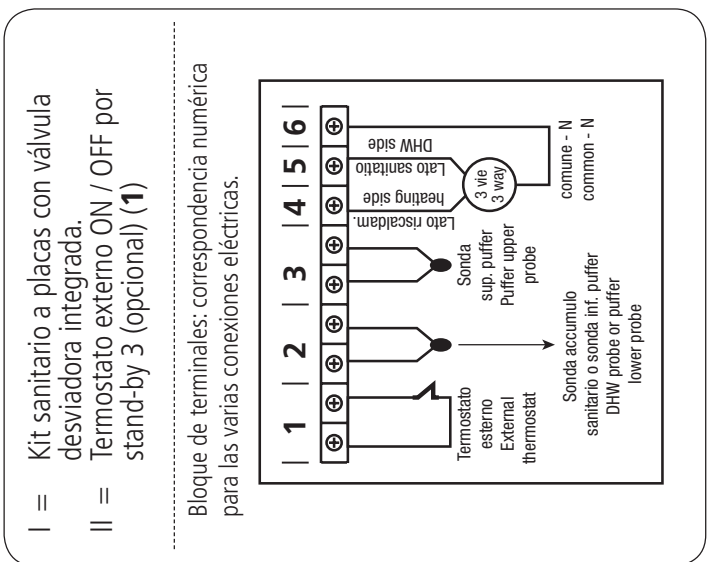 I = Kit sanitario a placas con válvula
desviadora integrada.
II = Termostato externo ON / OFF por
stand-by 3 (opcional) (1)
Bloque de terminales: correspondencia numérica
para las varias conexiones eléctricas.
1 2 3 4 5 6
Termostato
esterno
External
thermostat
Sonda accumulo
sanitario o sonda inf. puffer
DHW probe or puffer
lower probe
Sonda
sup. puffer
Puffer upper
probe
Lato riscaldam.
heating side
Lato sanitatio
DHW side
3 vie
3 way
comune - N
common - N